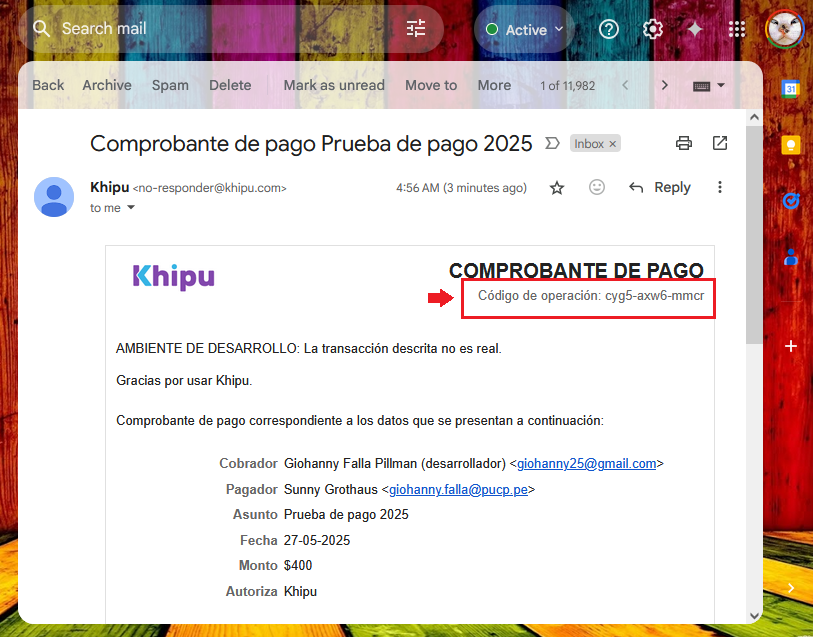 Search mail
Active
Back Archive Spam Delete Mark as unread Move to More 1 of 11,982
31
Comprobante de pago Prueba de pago 2025 Inbox ×
Khipu <no-responder@khipu.com> 4:56 AM (3 minutes ago) Reply
to me
Khipu COMPROBANTE DE PAGO
Código de operación: cyg5-axw6-mmcr
AMBIENTE DE DESARROLLO: La transacción descrita no es real.
Gracias por usar Khipu.
Comprobante de pago correspondiente a los datos que se presentan a continuación:
Cobrador Giohanny Falla Pillman (desarrollador) <giohanny25@gmail.com>
Pagador Sunny Grothaus <giohanny.falla@pucp.pe>
Asunto Prueba de pago 2025
Fecha 27-05-2025
Monto $400
Autoriza Khipu